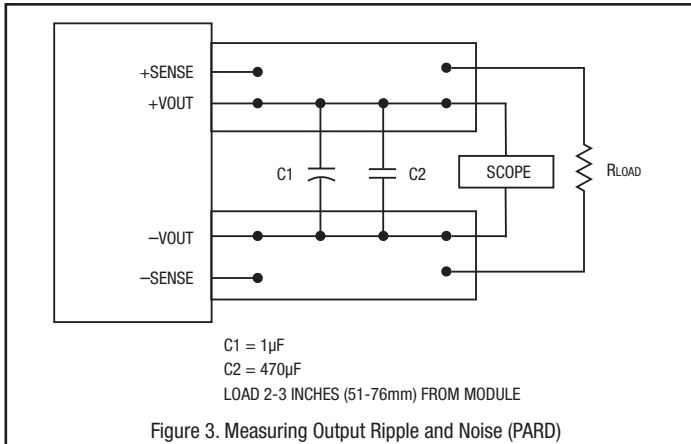 +SENSE
+VOUT
C1
C2
SCOPE
RLOAD
–VOUT
–SENSE
C1 = 1µF
C2 = 470µF
LOAD 2-3 INCHES (51-76mm) FROM MODULE
Figure 3. Measuring Output Ripple and Noise (PARD)